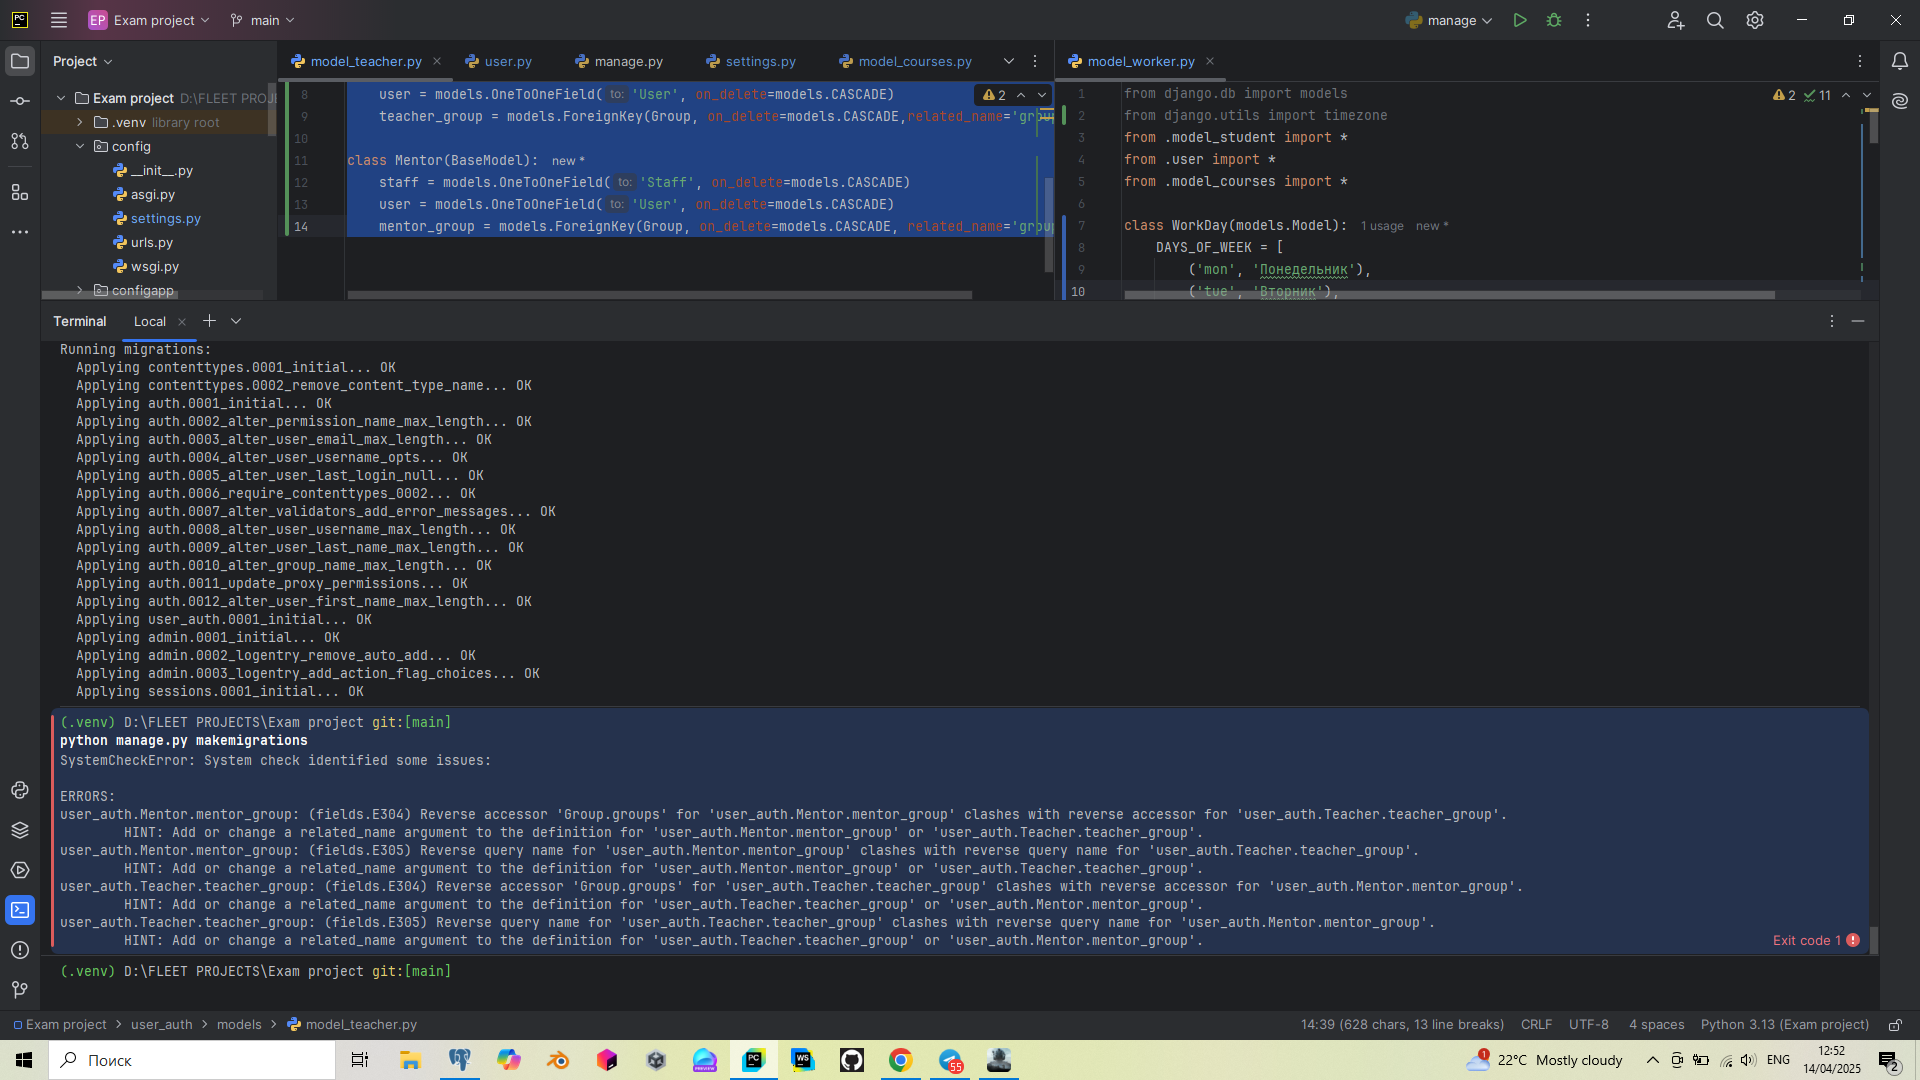 PC
EP Exam project
main
manage
Project
Exam project D:\FLEET PROJ
.venv library root
config
__init__.py
asgi.py
settings.py
urls.py
wsgi.py
configapp
model_teacher.py
user.py
manage.py
settings.py
model_courses.py
2
8 user = models.OneToOneField( to: 'User', on_delete=models.CASCADE)
9 teacher_group = models.ForeignKey(Group, on_delete=models.CASCADE,related_name='grou
10
11 class Mentor(BaseModel): new *
12 staff = models.OneToOneField( to: 'Staff', on_delete=models.CASCADE)
13 user = models.OneToOneField( to: 'User', on_delete=models.CASCADE)
14 mentor_group = models.ForeignKey(Group, on_delete=models.CASCADE, related_name='group
model_worker.py
2 11
1 from django.db import models
2 from django.utils import timezone
3 from .model_student import *
4 from .user import *
5 from .model_courses import *
6
7 class WorkDay(models.Model): 1 usage new *
8 DAYS_OF_WEEK = [
9 ('mon', 'Понедельник'),
10 ('tue', 'Вторник'),
Terminal Local
Running migrations:
Applying contenttypes.0001_initial... OK
Applying contenttypes.0002_remove_content_type_name... OK
Applying auth.0001_initial... OK
Applying auth.0002_alter_permission_name_max_length... OK
Applying auth.0003_alter_user_email_max_length... OK
Applying auth.0004_alter_user_username_opts... OK
Applying auth.0005_alter_user_last_login_null... OK
Applying auth.0006_require_contenttypes_0002... OK
Applying auth.0007_alter_validators_add_error_messages... OK
Applying auth.0008_alter_user_username_max_length... OK
Applying auth.0009_alter_user_last_name_max_length... OK
Applying auth.0010_alter_group_name_max_length... OK
Applying auth.0011_update_proxy_permissions... OK
Applying auth.0012_alter_user_first_name_max_length... OK
Applying user_auth.0001_initial... OK
Applying admin.0001_initial... OK
Applying admin.0002_logentry_remove_auto_add... OK
Applying admin.0003_logentry_add_action_flag_choices... OK
Applying sessions.0001_initial... OK
(.venv) D:\FLEET PROJECTS\Exam project git:[main]
python manage.py makemigrations
SystemCheckError: System check identified some issues:
ERRORS:
user_auth.Mentor.mentor_group: (fields.E304) Reverse accessor 'Group.groups' for 'user_auth.Mentor.mentor_group' clashes with reverse accessor for 'user_auth.Teacher.teacher_group'.
HINT: Add or change a related_name argument to the definition for 'user_auth.Mentor.mentor_group' or 'user_auth.Teacher.teacher_group'.
user_auth.Mentor.mentor_group: (fields.E305) Reverse query name for 'user_auth.Mentor.mentor_group' clashes with reverse query name for 'user_auth.Teacher.teacher_group'.
HINT: Add or change a related_name argument to the definition for 'user_auth.Mentor.mentor_group' or 'user_auth.Teacher.teacher_group'.
user_auth.Teacher.teacher_group: (fields.E304) Reverse accessor 'Group.groups' for 'user_auth.Teacher.teacher_group' clashes with reverse accessor for 'user_auth.Mentor.mentor_group'.
HINT: Add or change a related_name argument to the definition for 'user_auth.Teacher.teacher_group' or 'user_auth.Mentor.mentor_group'.
user_auth.Teacher.teacher_group: (fields.E305) Reverse query name for 'user_auth.Teacher.teacher_group' clashes with reverse query name for 'user_auth.Mentor.mentor_group'.
HINT: Add or change a related_name argument to the definition for 'user_auth.Teacher.teacher_group' or 'user_auth.Mentor.mentor_group'.
Exit code 1
(.venv) D:\FLEET PROJECTS\Exam project git:[main]
Exam project > user_auth > models > model_teacher.py
14:39 (628 chars, 13 line breaks) CRLF UTF-8 4 spaces Python 3.13 (Exam project)
Поиск
PREVIEW
PC
WS
55
1
22°C Mostly cloudy
ENG
12:52
14/04/2025
2